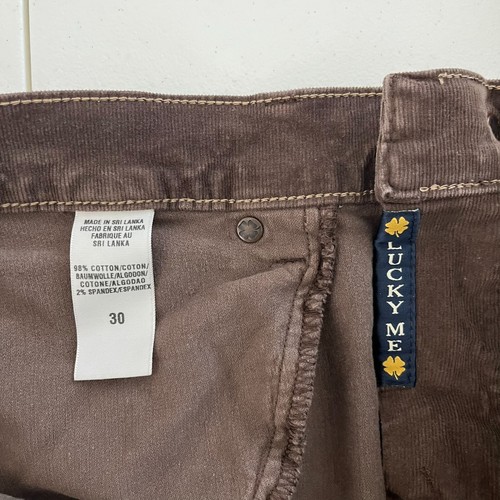 MADE IN SRI LANKA
HECHO EN SRI LANKA
FABRIQUE AU
SRI LANKA
98% COTTON/COTON/
BAUMWOLLE/ALGODON/
COTONE/ALGODAO
2% SPANDEX/ESPANDEX
30
LUCKY ME